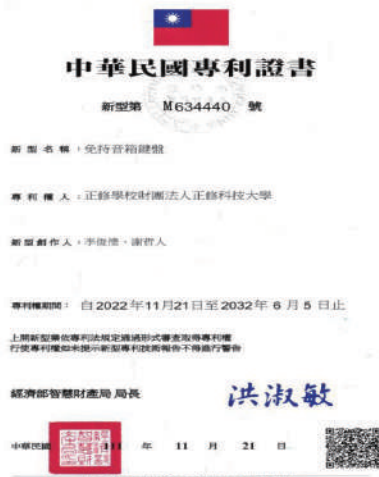 中華民國專利證書
新型第 M634440 號
新型名稱：免持音箱鍵盤
專利權人：正修學校財團法人正修科技大學
新型創作人：李俊德、謝哲人
專利權期間： 自2022年11月21日至2032年 6 月 5 日止
上開新型業依專利法規定通過形式審查取得專利權
行使專利權如未提示新型專利技術報告不得進行警告
經濟部智慧財產局 局長 洪淑敏
中華民國 111 年 11 月 21 日